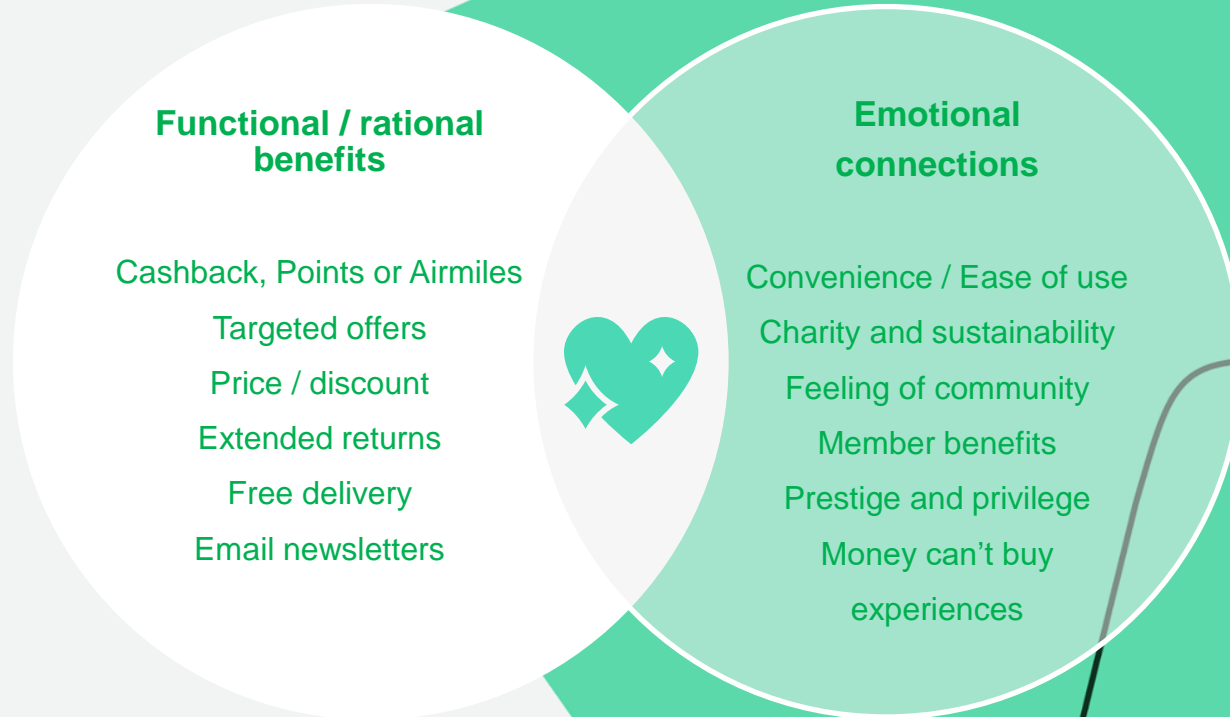 Functional / rational
benefits
Cashback, Points or Airmiles
Targeted offers
Price / discount
Extended returns
Free delivery
Email newsletters
Emotional
connections
Convenience / Ease of use
Charity and sustainability
Feeling of community
Member benefits
Prestige and privilege
Money can’t buy
experiences